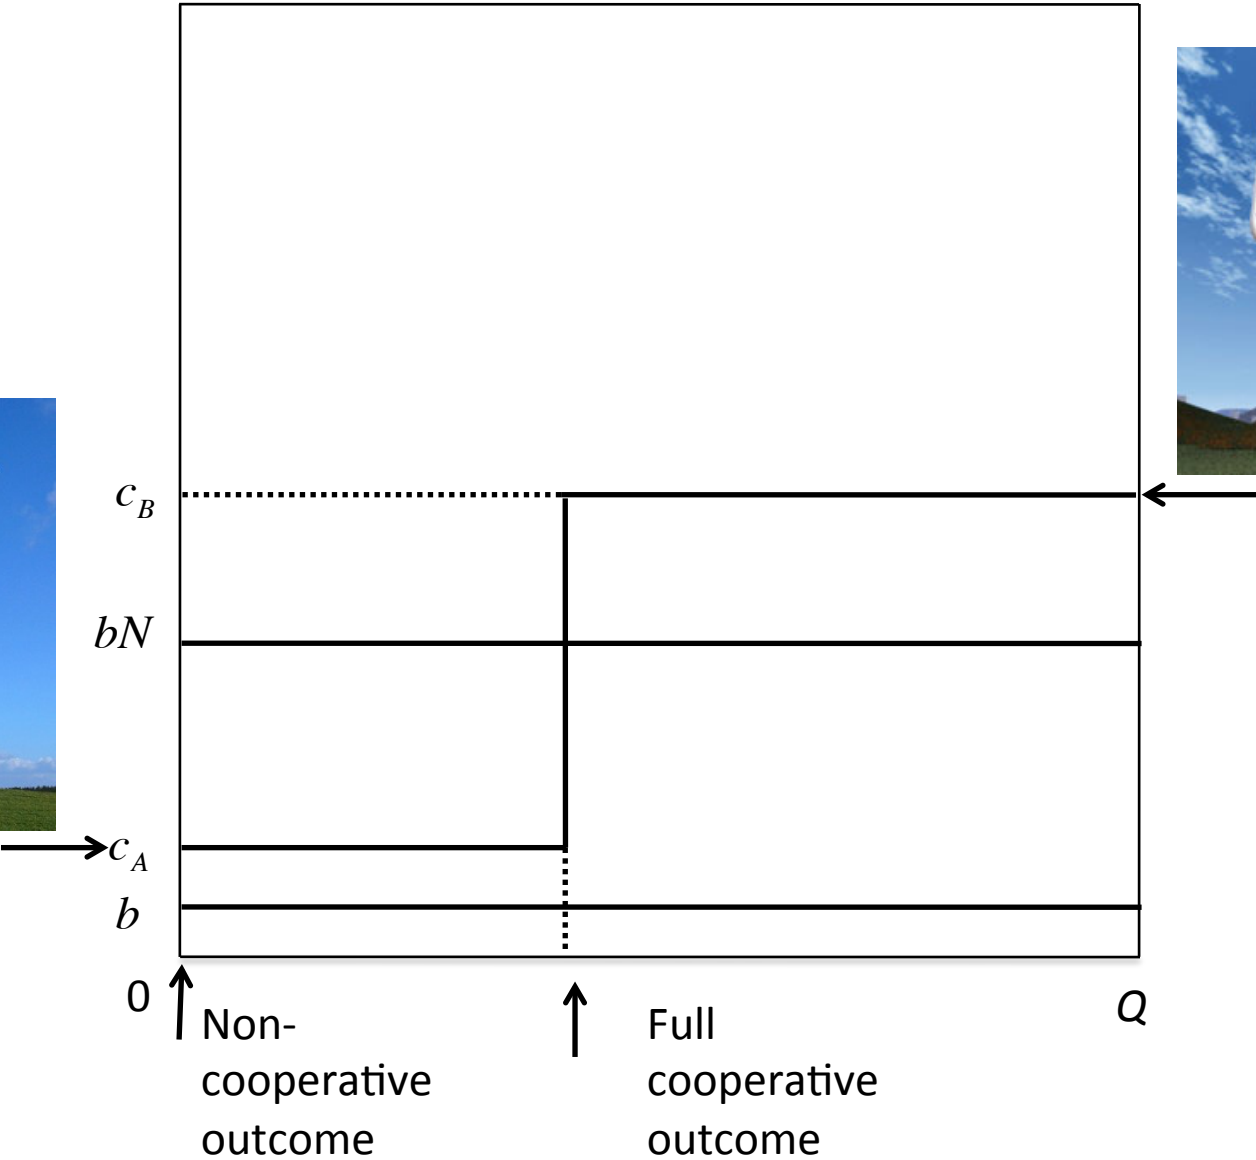 c_B
bN
c_A
b
0
Q
Non-
cooperative
outcome
Full
cooperative
outcome